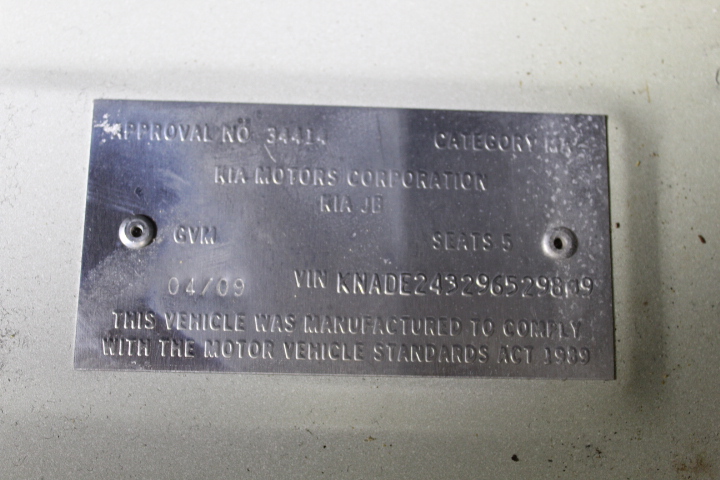 APPROVAL NO 34414 CATEGORY MA
KIA MOTORS CORPORATION
KIA JB
GVM SEATS 5
04/09 VIN
THIS VEHICLE WAS MANUFACTURED TO COMPLY
WITH THE MOTOR VEHICLE STANDARDS ACT 1989